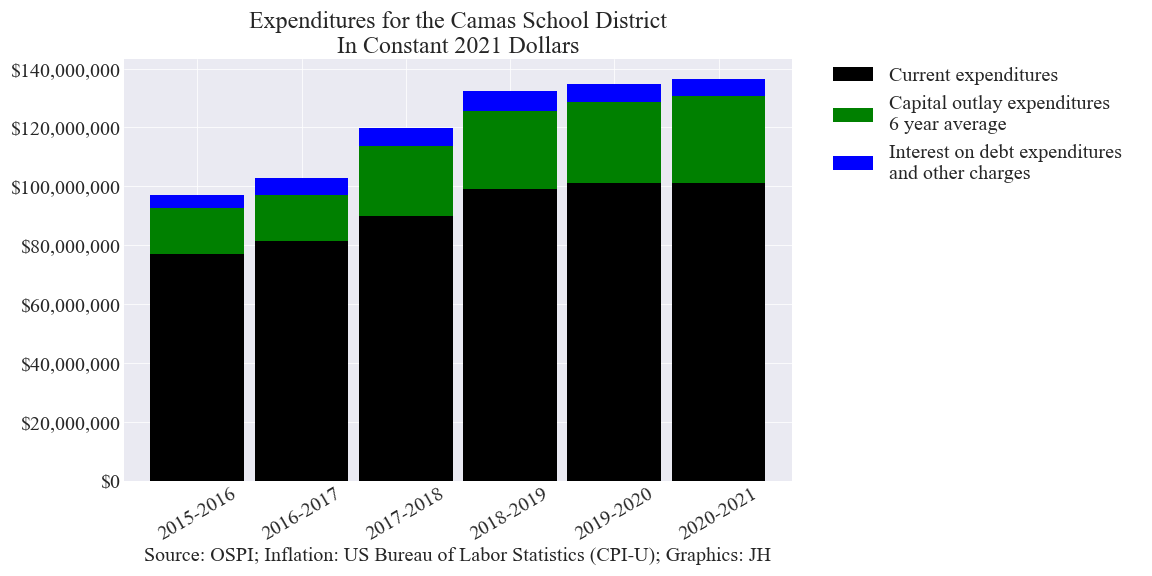 Expenditures for the Camas School District
In Constant 2021 Dollars
$140,000,000
$120,000,000
$100,000,000
$80,000,000
$60,000,000
$40,000,000
$20,000,000
$0
2015-2016
2016-2017
2017-2018
2018-2019
2019-2020
2020-2021
Source: OSPI; Inflation: US Bureau of Labor Statistics (CPI-U); Graphics: JH
Current expenditures
Capital outlay expenditures
6 year average
Interest on debt expenditures
and other charges